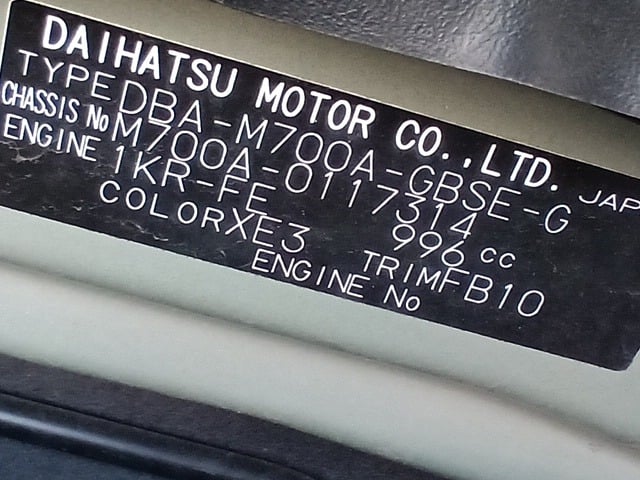 DAIHATSU MOTOR CO.,LTD. JAP
TYPE DBA-M700A-GBSE-G
CHASSIS No M700A-0117314
ENGINE 1KR-FE 996 cc
COLOR XE3 TRIM FB10
ENGINE No